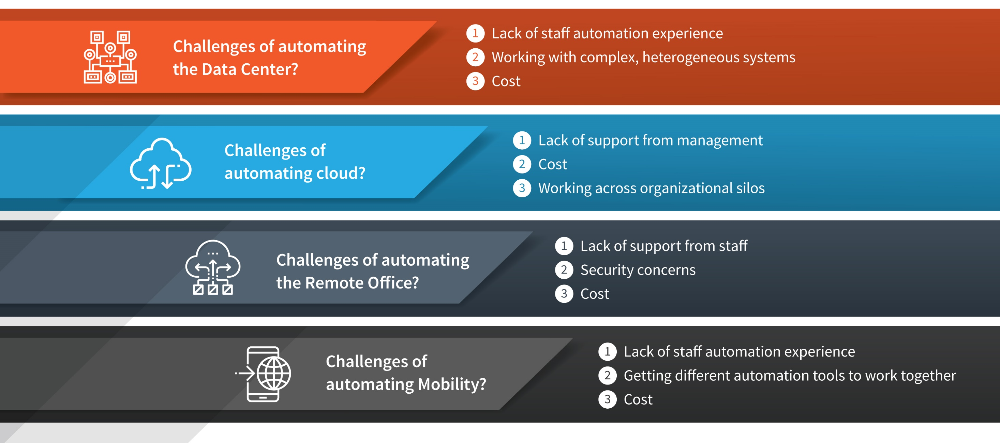 Challenges of automating
the Data Center?
1 Lack of staff automation experience
2 Working with complex, heterogeneous systems
3 Cost
Challenges of
automating cloud?
1 Lack of support from management
2 Cost
3 Working across organizational silos
Challenges of automating
the Remote Office?
1 Lack of support from staff
2 Security concerns
3 Cost
Challenges of
automating Mobility?
1 Lack of staff automation experience
2 Getting different automation tools to work together
3 Cost